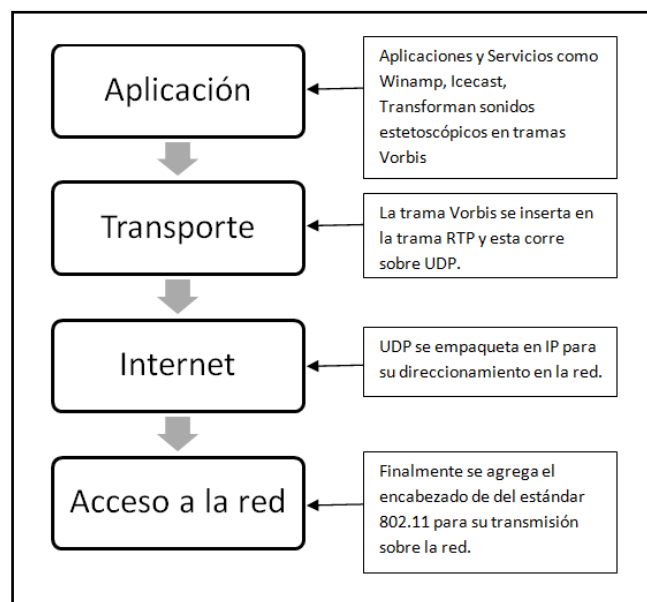 Aplicación
Aplicaciones y Servicios como
Winamp, Icecast,
Transforman sonidos
estetoscópicos en tramas
Vorbis
Transporte
La trama Vorbis se inserta en
la trama RTP y esta corre
sobre UDP.
Internet
UDP se empaqueta en IP para
su direccionamiento en la red.
Acceso a la red
Finalmente se agrega el
encabezado de del estándar
802.11 para su transmisión
sobre la red.